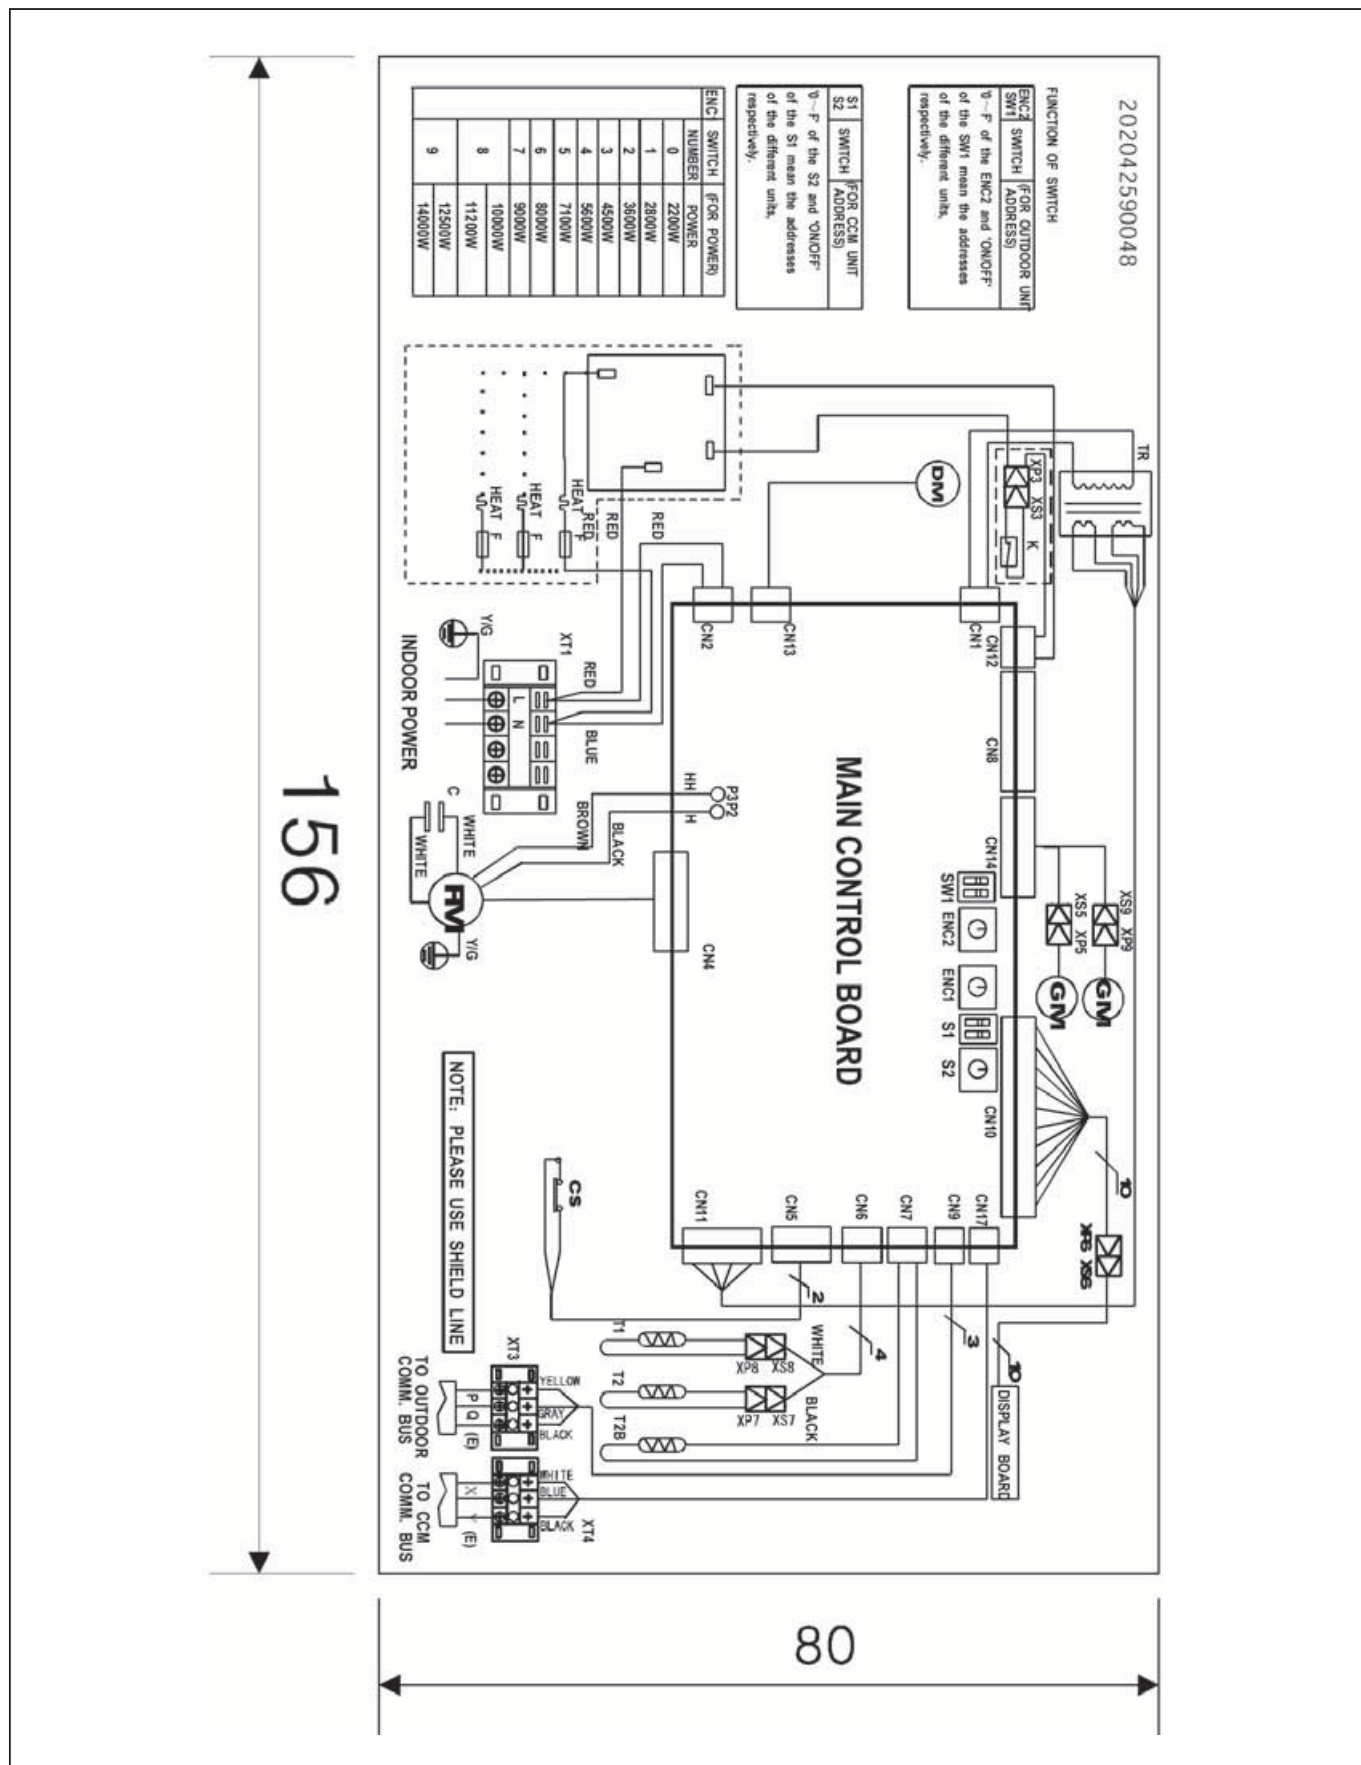 202042590048
FUNCTION OF SWITCH
ENC2
SW1
SWITCH
(FOR OUTDOOR UNIT
ADDRESS)
'0~F' of the ENC2 and 'ON/OFF'
of the SW1 mean the addresses
of the different units,
respectively.
S1
S2
SWITCH
(FOR CCM UNIT
ADDRESS)
'0~F' of the S2 and 'ON/OFF'
of the S1 mean the addresses
of the different units,
respectively.
ENC1 SWITCH (FOR POWER)
NUMBER POWER
0 2200W
1 2800W
2 3600W
3 4500W
4 5600W
5 7100W
6 8000W
7 9000W
8 10000W
11200W
9 12500W
14000W
TR
XP3 XS3
K
DM
HEAT F
HEAT F
HEAT F
RED
RED
RED
CN1
CN12
CN13
CN2
CN8
CN14
XS9 XP9
XS5 XP5
GM
GM
SW1
ENC2
ENC1
S1
S2
MAIN CONTROL BOARD
CN10
10
XP6 XS6
Y/G
XT1
L
N
RED
BLUE
INDOOR POWER
P3 P2
HH
H
BROWN
BLACK
C
WHITE
WHITE
FM
Y/G
CN4
CN11
CN5
CN6
CN7
CN9
CN17
CS
2
4
3
10
DISPLAY BOARD
T1
XP8 XS8
WHITE
T2
XP7 XS7
BLACK
T2B
NOTE: PLEASE USE SHIELD LINE
XT3
YELLOW
GRAY
BLACK
P
Q
(E)
TO OUTDOOR
COMM. BUS
WHITE
BLUE
BLACK
XT4
X
(E)
TO CCM
COMM. BUS
156
80